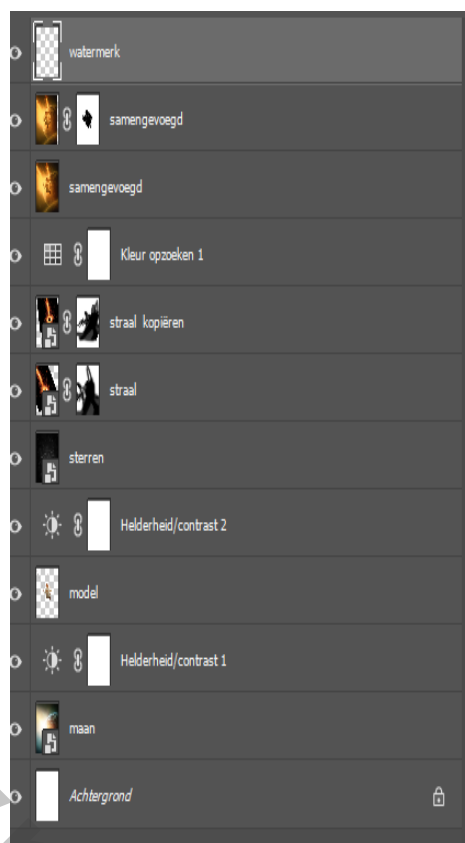 watermerk
samengevoegd
samengevoegd
Kleur opzoeken 1
straal kopiëren
straal
sterren
Helderheid/contrast 2
model
Helderheid/contrast 1
maan
Achtergrond